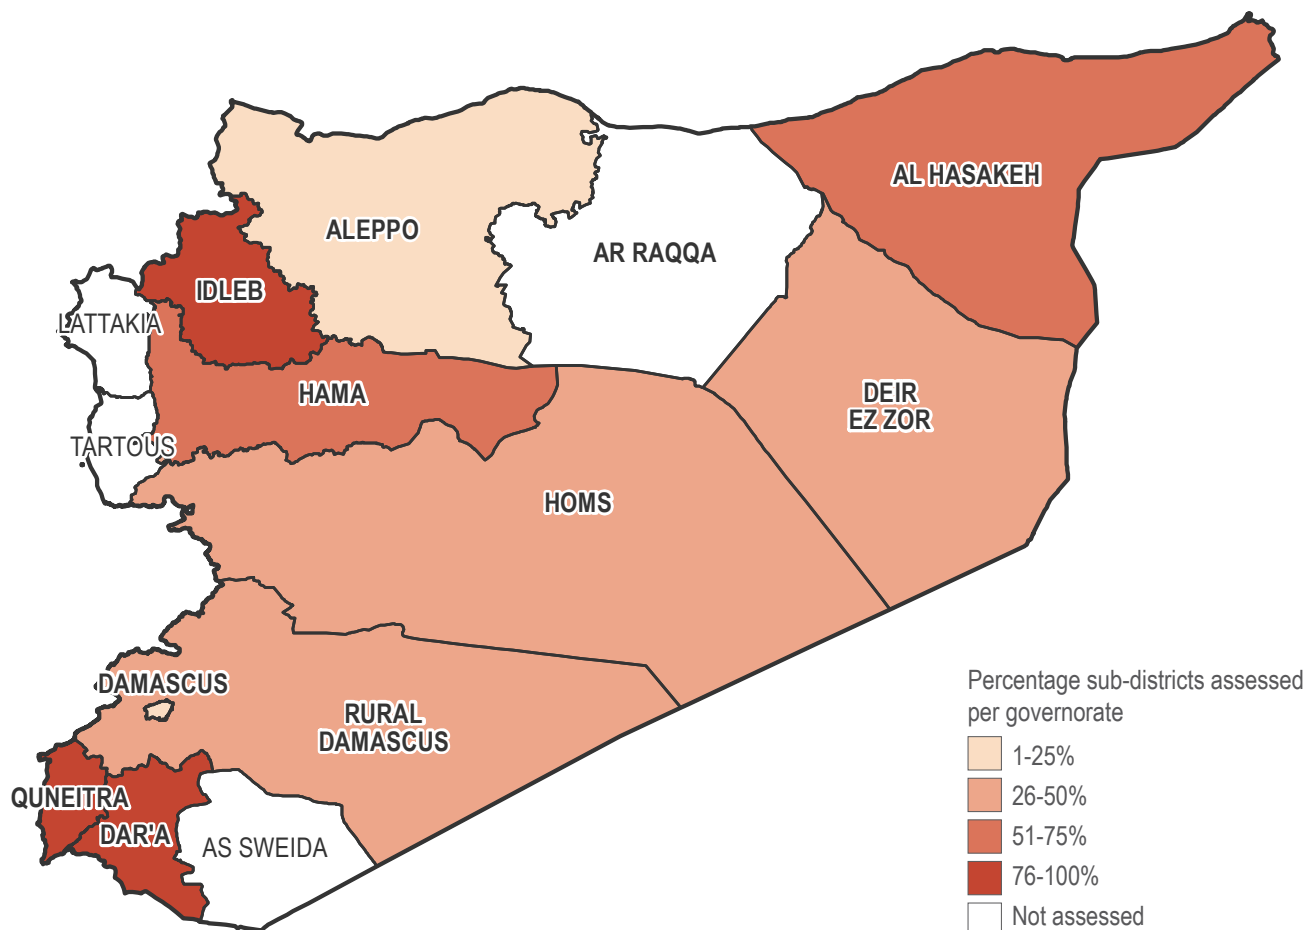 AL HASAKEH
ALEPPO
AR RAQQA
IDLEB
LATTAKIA
HAMA
DEIR
EZ ZOR
TARTOUS
HOMS
DAMASCUS
RURAL
DAMASCUS
QUNEITRA
DAR'A
AS SWEIDA
Percentage sub-districts assessed
per governorate
1-25%
26-50%
51-75%
76-100%
Not assessed